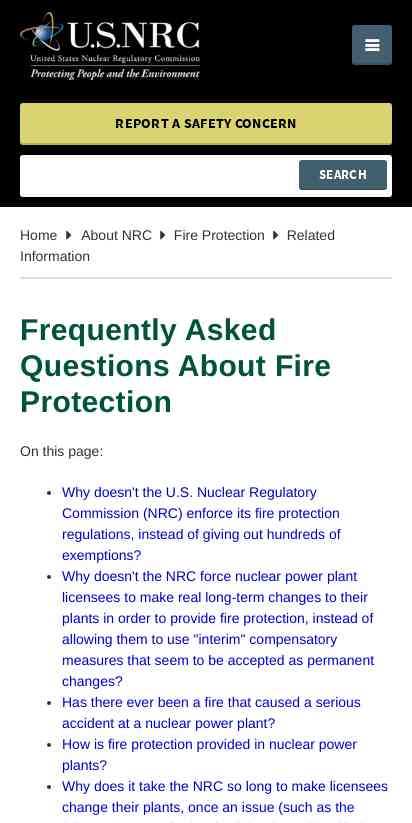 U.S.NRC
United States Nuclear Regulatory Commission
Protecting People and the Environment
REPORT A SAFETY CONCERN
SEARCH
Home About NRC Fire Protection Related
Information
Frequently Asked
Questions About Fire
Protection
On this page:
• Why doesn't the U.S. Nuclear Regulatory
Commission (NRC) enforce its fire protection
regulations, instead of giving out hundreds of
exemptions?
• Why doesn't the NRC force nuclear power plant
licensees to make real long-term changes to their
plants in order to provide fire protection, instead of
allowing them to use "interim" compensatory
measures that seem to be accepted as permanent
changes?
• Has there ever been a fire that caused a serious
accident at a nuclear power plant?
• How is fire protection provided in nuclear power
plants?
• Why does it take the NRC so long to make licensees
change their plants, once an issue (such as the